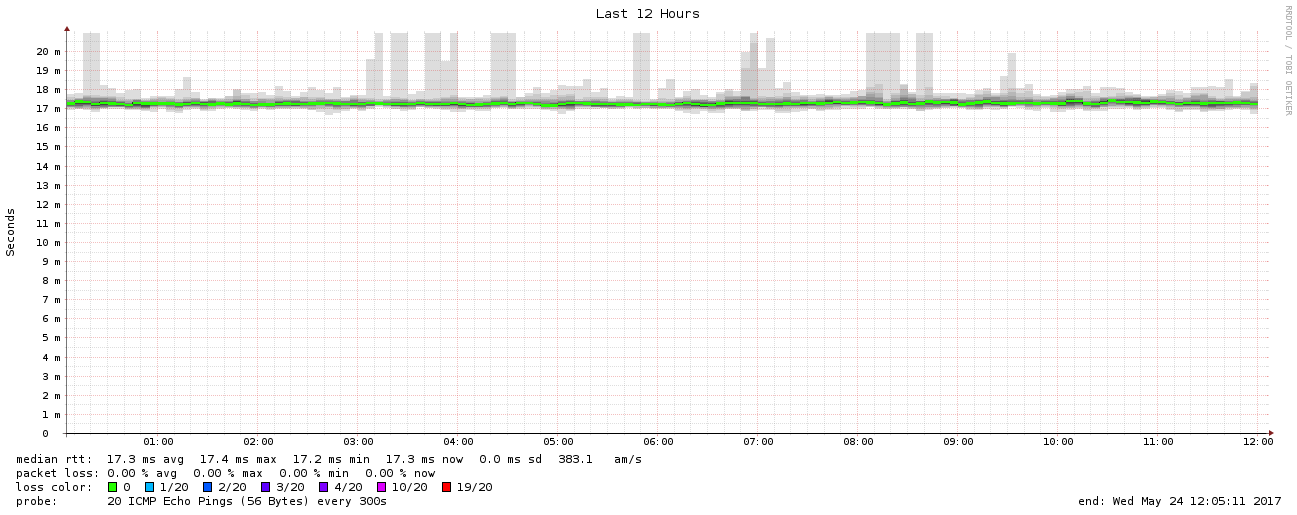 Last 12 Hours
RRDTOOL / TOBI OETIKER
Seconds
20 m
19 m
18 m
17 m
16 m
15 m
14 m
13 m
12 m
11 m
10 m
9 m
8 m
7 m
6 m
5 m
4 m
3 m
2 m
1 m
0
01:00 02:00 03:00 04:00 05:00 06:00 07:00 08:00 09:00 10:00 11:00 12:00
median rtt: 17.3 ms avg 17.4 ms max 17.2 ms min 17.3 ms now 0.0 ms sd 383.1 am/s
packet loss: 0.00 % avg 0.00 % max 0.00 % min 0.00 % now
loss color: 0 1/20 2/20 3/20 4/20 10/20 19/20
probe: 20 ICMP Echo Pings (56 Bytes) every 300s end: Wed May 24 12:05:11 2017